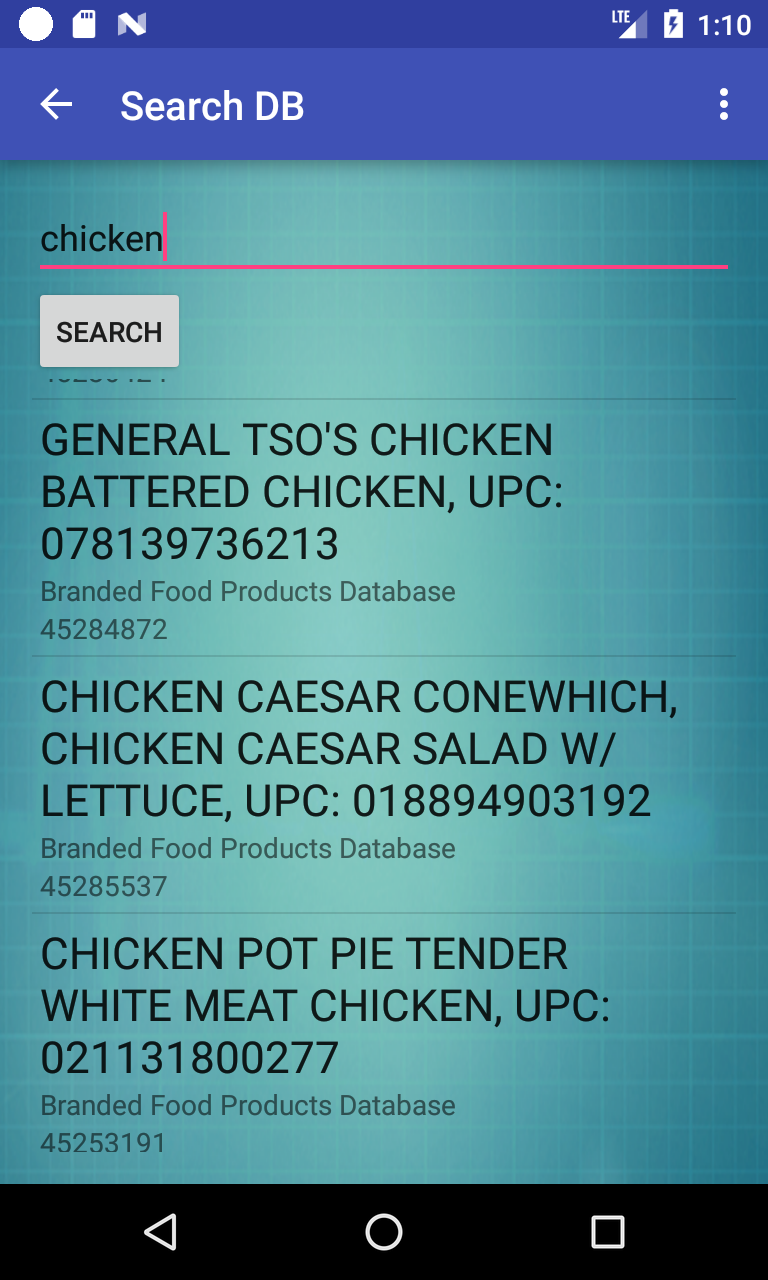 LTE
1:10
Search DB
chicken
SEARCH
GENERAL TSO'S CHICKEN
BATTERED CHICKEN, UPC:
078139736213
Branded Food Products Database
45284872
CHICKEN CAESAR CONEWHICH,
CHICKEN CAESAR SALAD W/
LETTUCE, UPC: 018894903192
Branded Food Products Database
45285537
CHICKEN POT PIE TENDER
WHITE MEAT CHICKEN, UPC:
021131800277
Branded Food Products Database
45253191